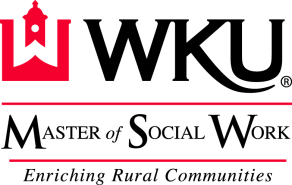 WKU®
Master of Social Work
Enriching Rural Communities